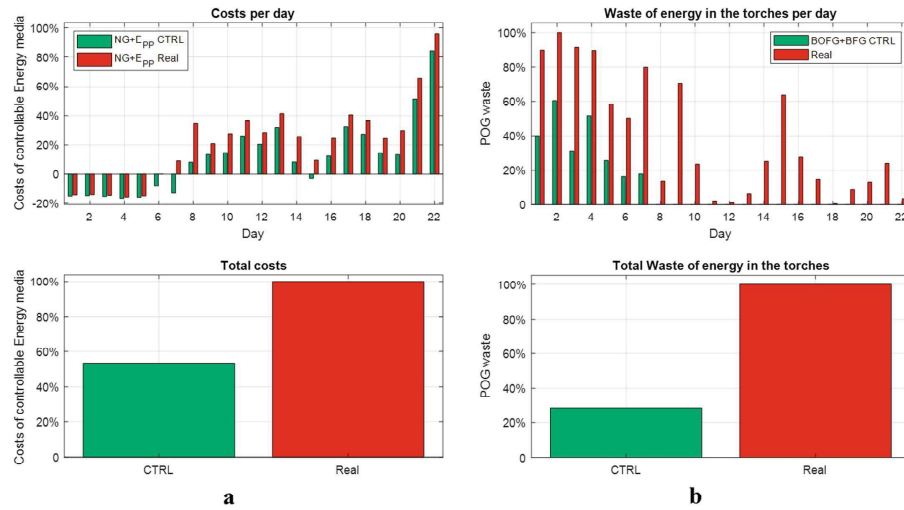 Costs per day
NG+E_PP CTRL
NG+E_PP Real
100%
80%
60%
40%
20%
0
-20%
Costs of controllable Energy media
2 4 6 8 10 12 14 16 18 20 22
Day
Waste of energy in the torches per day
BOFG+BFG CTRL
Real
100%
80%
60%
40%
20%
0
POG waste
2 4 6 8 10 12 14 16 18 20 22
Day
Total costs
100%
80%
60%
40%
20%
0
Costs of controllable Energy media
CTRL Real
a
Total Waste of energy in the torches
100%
80%
60%
40%
20%
0
POG waste
CTRL Real
b